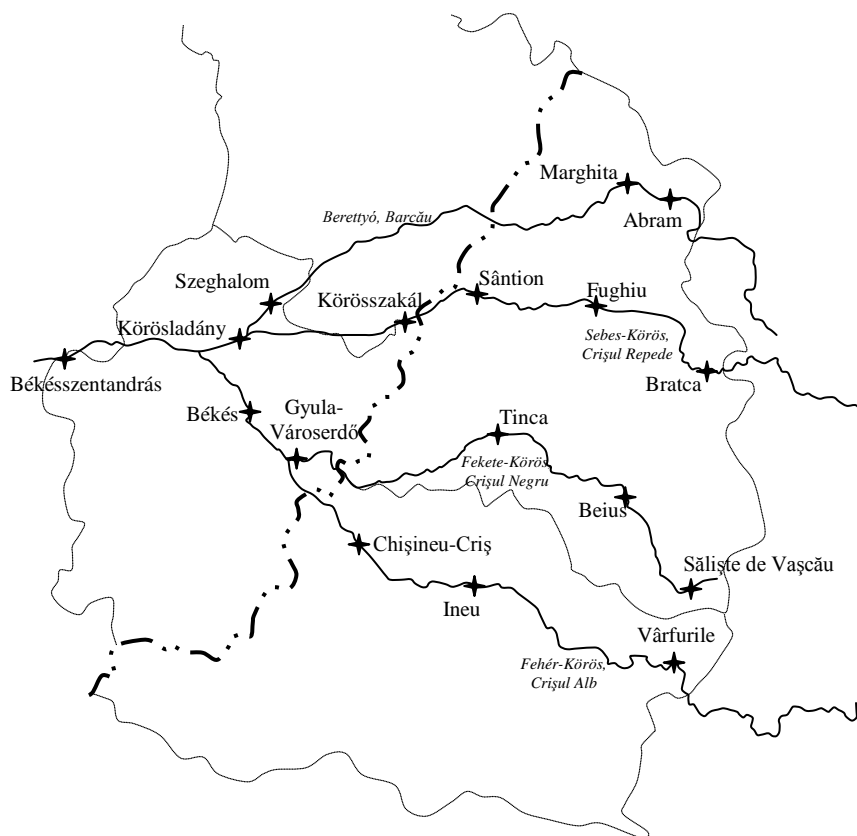 Marghita
Abram
Berettyó, Barcău
Szeghalom
Körösszakál
Sântion
Fughiu
Körösladány
Sebes-Körös,
Crişul Repede
Békésszentandrás
Bratca
Békés
Gyula-
Városerdő
Tinca
Fekete-Körös
Crişul Negru
Beius
Chişineu-Criş
Sălişte de Vaşcău
Ineu
Vârfurile
Fehér-Körös,
Crişul Alb